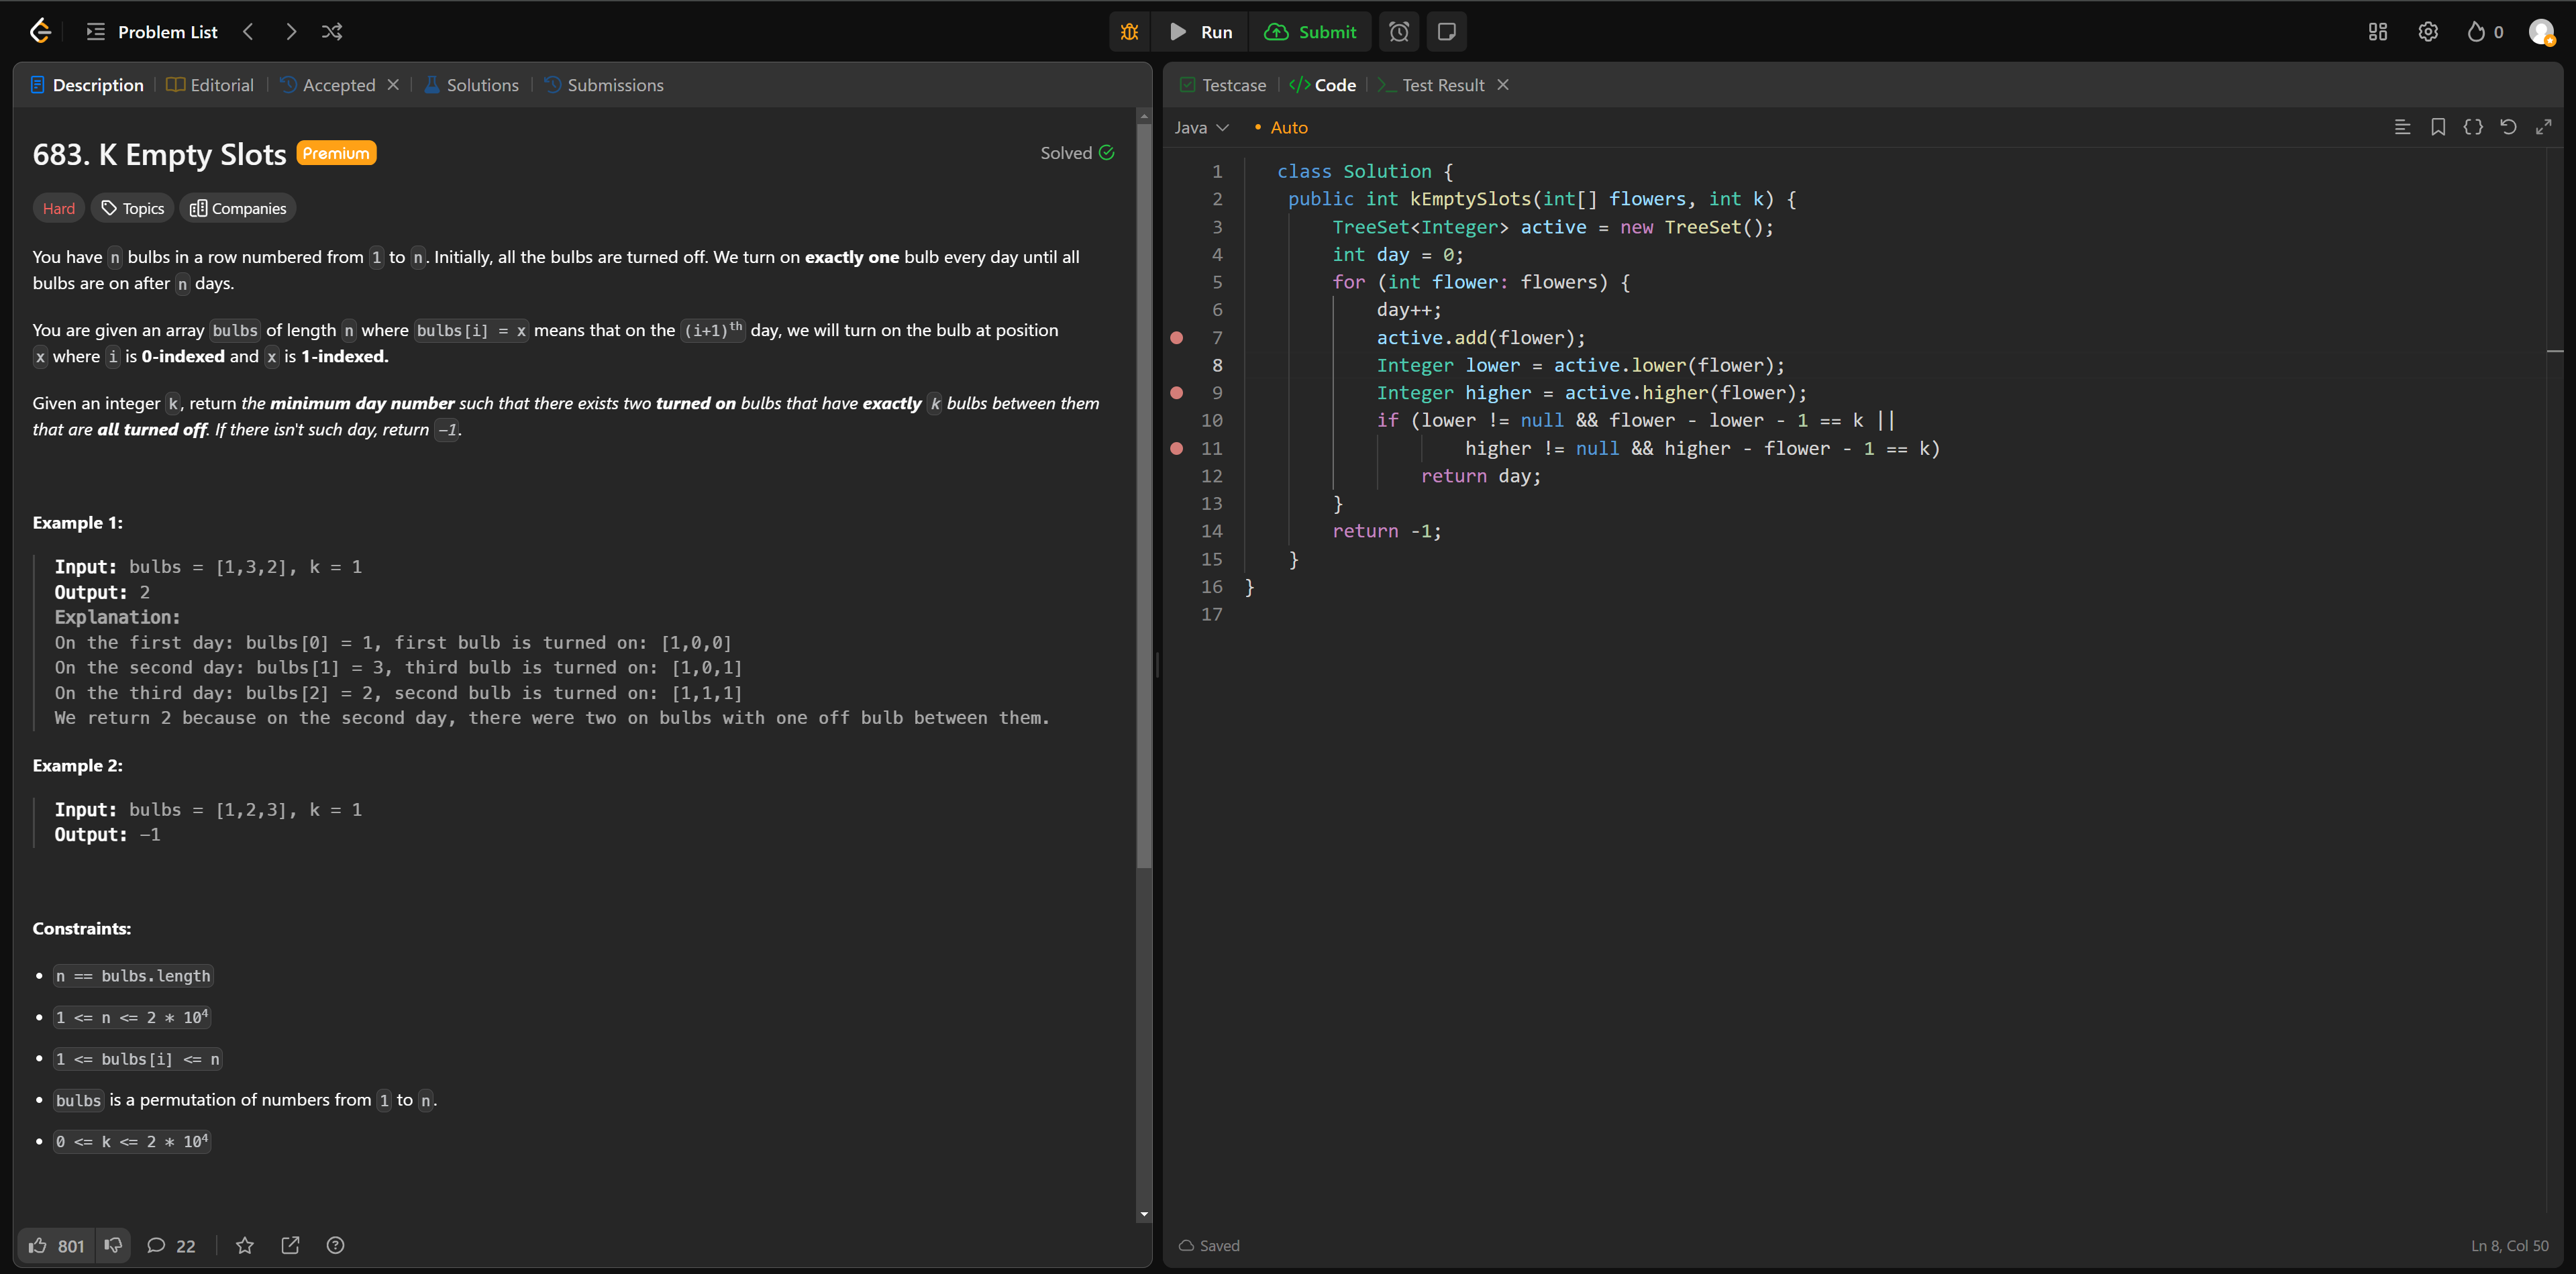 Problem List
Run
Submit
0
Description
Editorial
Accepted
Solutions
Submissions
683. K Empty Slots
Premium
Solved
Hard
Topics
Companies
You have n bulbs in a row numbered from 1 to n. Initially, all the bulbs are turned off. We turn on exactly one bulb every day until all
bulbs are on after n days.
You are given an array bulbs of length n where bulbs[i] = x means that on the (i+1)th day, we will turn on the bulb at position
x where i is 0-indexed and x is 1-indexed.
Given an integer k, return the minimum day number such that there exists two turned on bulbs that have exactly k bulbs between them
that are all turned off. If there isn't such day, return -1.
Example 1:
Input: bulbs = [1,3,2], k = 1
Output: 2
Explanation:
On the first day: bulbs[0] = 1, first bulb is turned on: [1,0,0]
On the second day: bulbs[1] = 3, third bulb is turned on: [1,0,1]
On the third day: bulbs[2] = 2, second bulb is turned on: [1,1,1]
We return 2 because on the second day, there were two on bulbs with one off bulb between them.
Example 2:
Input: bulbs = [1,2,3], k = 1
Output: -1
Constraints:
• n == bulbs.length
• 1 <= n <= 2 * 10^4
• 1 <= bulbs[i] <= n
• bulbs is a permutation of numbers from 1 to n.
• 0 <= k <= 2 * 10^4
801
22
Testcase
</> Code
Test Result
Java
• Auto
1 class Solution {
2 public int kEmptySlots(int[] flowers, int k) {
3 TreeSet<Integer> active = new TreeSet();
4 int day = 0;
5 for (int flower: flowers) {
6 day++;
7 active.add(flower);
8 Integer lower = active.lower(flower);
9 Integer higher = active.higher(flower);
10 if (lower != null && flower - lower - 1 == k ||
11 higher != null && higher - flower - 1 == k)
12 return day;
13 }
14 return -1;
15 }
16 }
17
Saved
Ln 8, Col 50